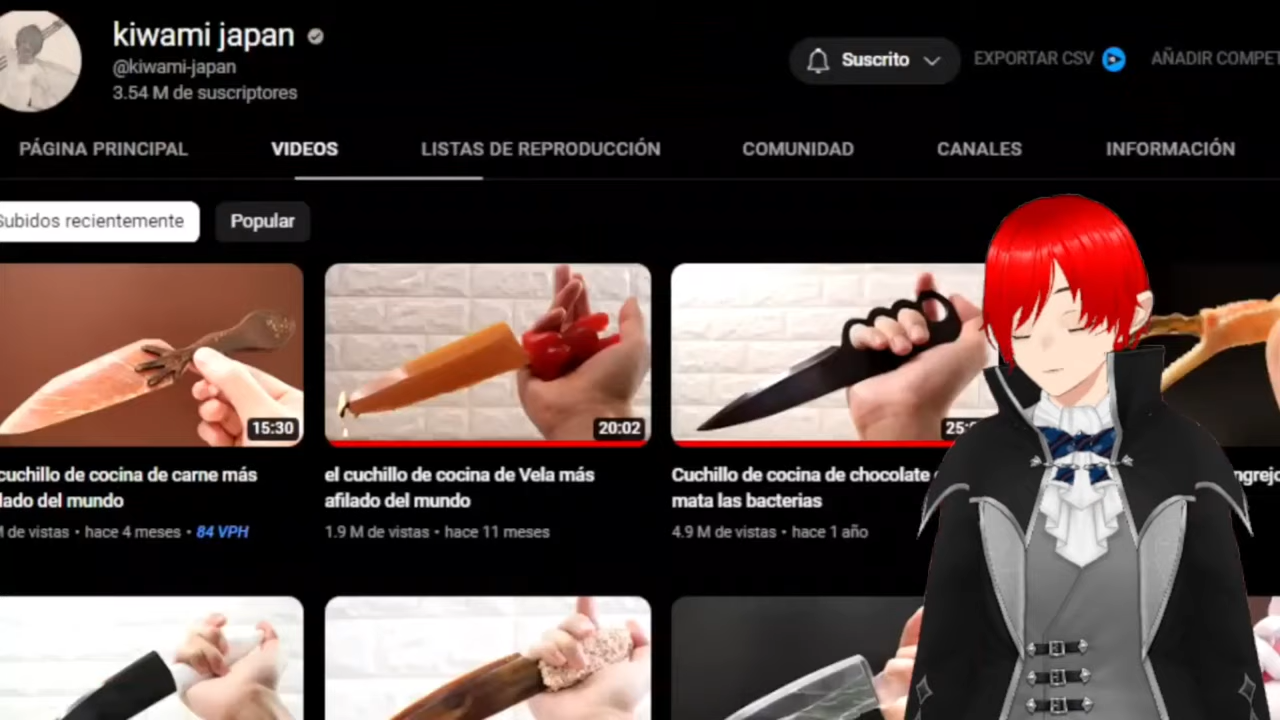 kiwami japan
@kiwami-japan
3.54 M de suscriptores
Suscrito
EXPORTAR CSV
AÑADIR COMPET
PÁGINA PRINCIPAL
VIDEOS
LISTAS DE REPRODUCCIÓN
COMUNIDAD
CANALES
INFORMACIÓN
Subidos recientemente
Popular
15:30
20:02
25:
cuchillo de cocina de carne más
lado del mundo
de vistas • hace 4 meses • 84 VPH
el cuchillo de cocina de Vela más
afilado del mundo
1.9 M de vistas • hace 11 meses
Cuchillo de cocina de chocolate
mata las bacterias
4.9 M de vistas • hace 1 año
ngrejo